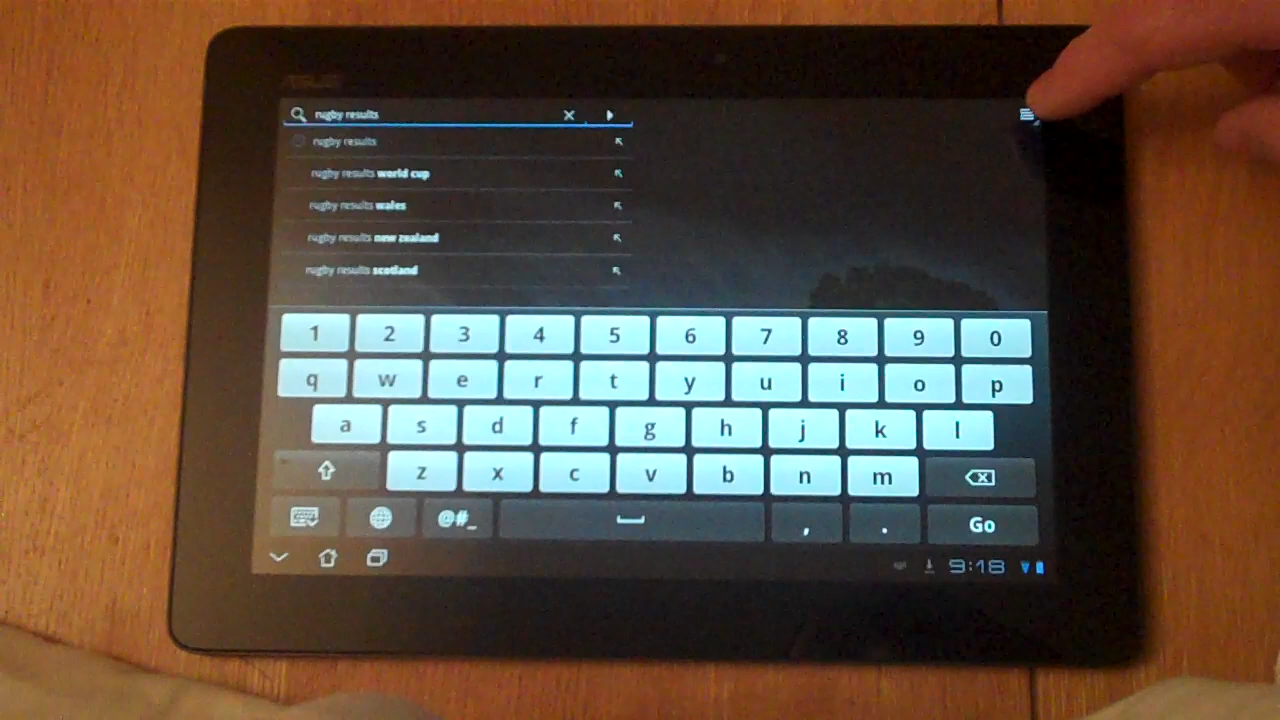 ASUS
rugby results
rugby results
rugby results world cup
rugby results wales
rugby results new zealand
rugby results scotland
1 2 3 4 5 6 7 8 9 0
q w e r t y u i o p
a s d f g h j k l
z x c v b n m
@#_ , . Go
9:18